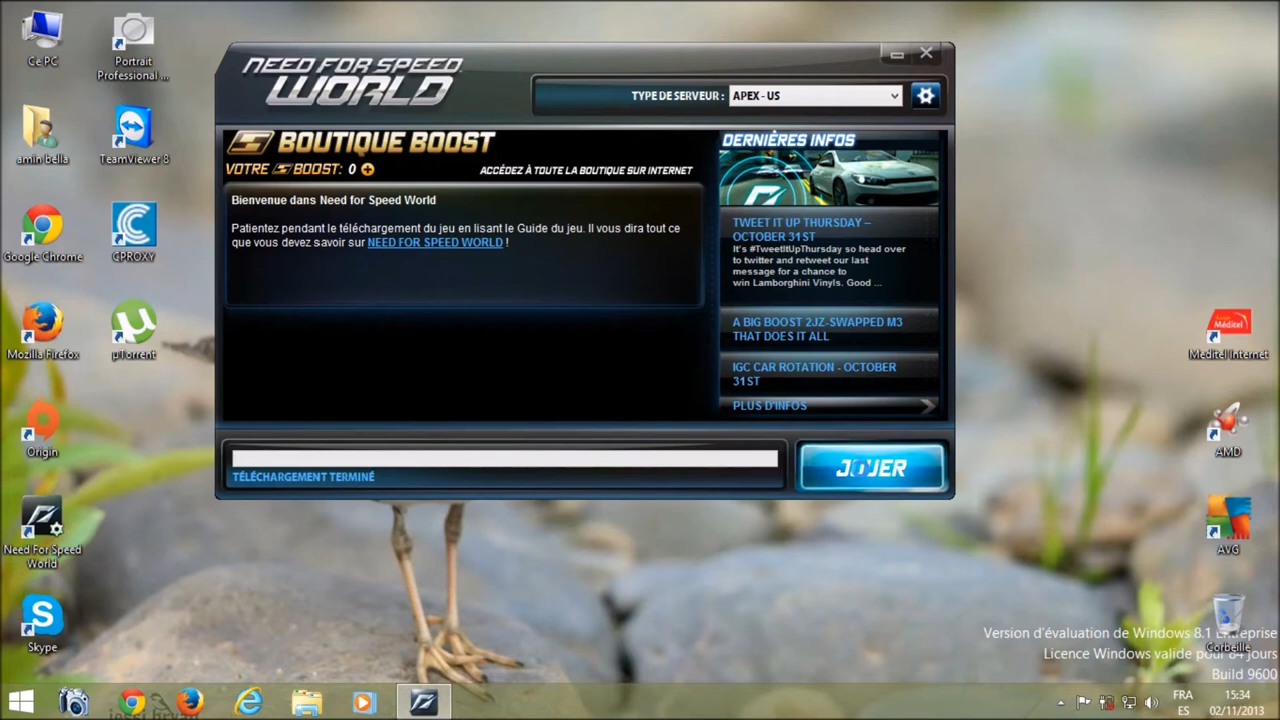 Ce PC
Portrait
Professional ...
amin bella
TeamViewer 8
Google Chrome
CPROXY
Mozilla Firefox
µTorrent
Origin
Need For Speed
World
Skype
NEED FOR SPEED
WORLD
TYPE DE SERVEUR :
APEX - US
BOUTIQUE BOOST
VOTRE BOOST: 0
ACCÉDEZ À TOUTE LA BOUTIQUE SUR INTERNET
Bienvenue dans Need for Speed World
Patientez pendant le téléchargement du jeu en lisant le Guide du jeu. Il vous dira tout ce
que vous devez savoir sur NEED FOR SPEED WORLD !
DERNIÈRES INFOS
TWEET IT UP THURSDAY –
OCTOBER 31ST
It's #TweetItUpThursday so head over
to twitter and retweet our last
message for a chance to
win Lamborghini Vinyls. Good ...
A BIG BOOST 2JZ-SWAPPED M3
THAT DOES IT ALL
IGC CAR ROTATION - OCTOBER
31ST
PLUS D'INFOS
TÉLÉCHARGEMENT TERMINÉ
JOUER
Méditel
Meditel Internet
AMD
AVG
Corbeille
Version d'évaluation de Windows 8.1 Entreprise
Licence Windows valide pour 84 jours
Build 9600
FRA
ES
15:34
02/11/2013